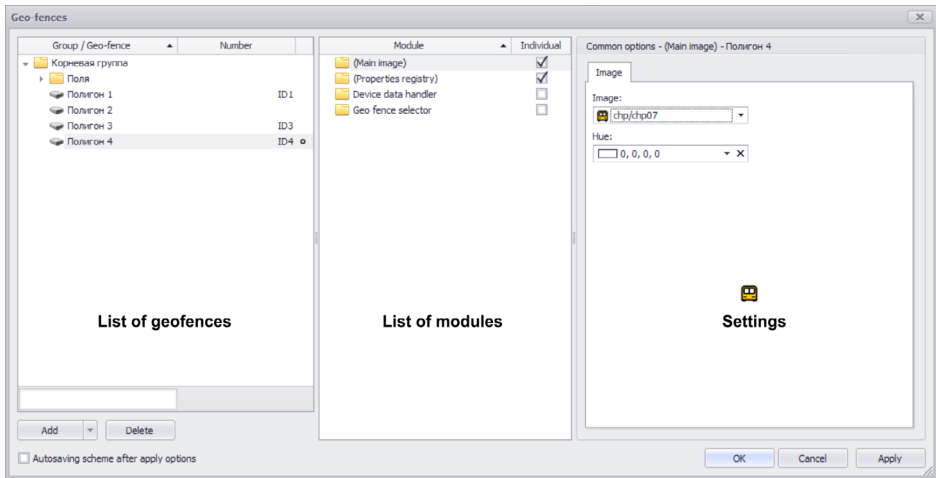 Geo-fences
Group / Geo-fence Number
Корневая группа
Поля
Полигон 1 ID1
Полигон 2
Полигон 3 ID3
Полигон 4 ID4
List of geofences
Add Delete
Autosaving scheme after apply options
Module Individual
(Main image)
(Properties registry)
Device data handler
Geo fence selector
List of modules
Common options - (Main image) - Полигон 4
Image
Image:
chp/chp07
Hue:
0, 0, 0, 0
Settings
OK Cancel Apply